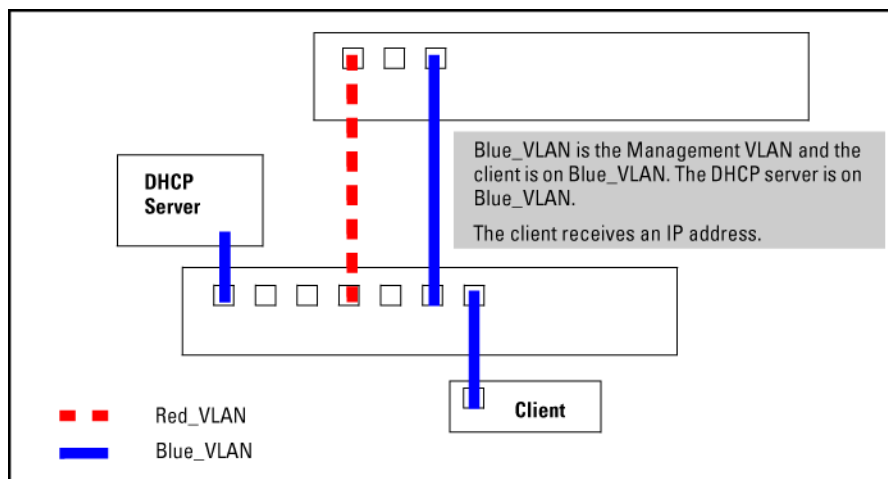 Blue_VLAN is the Management VLAN and the
client is on Blue_VLAN. The DHCP server is on
Blue_VLAN.
The client receives an IP address.
DHCP
Server
Client
Red_VLAN
Blue_VLAN